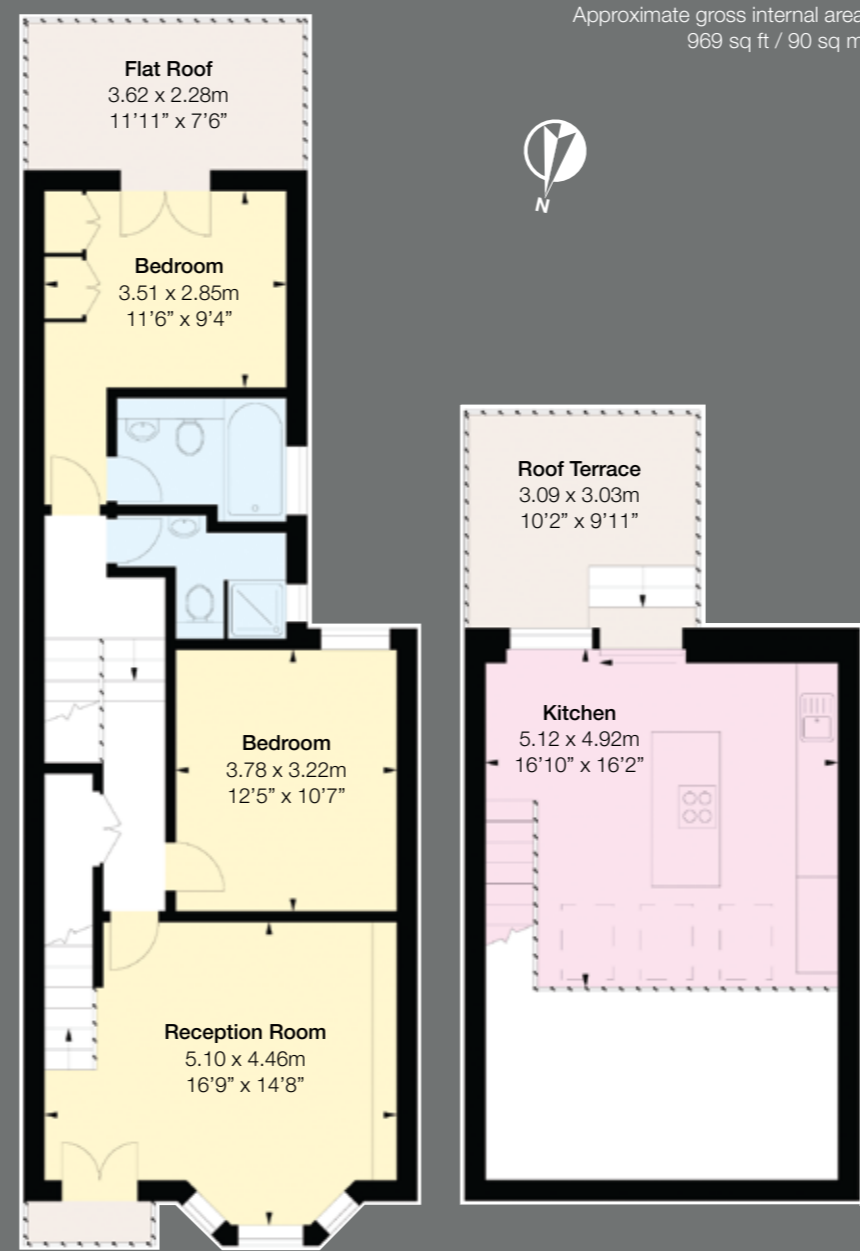 Approximate gross internal area
969 sq ft / 90 sq m
Flat Roof
3.62 x 2.28m
11’11” x 7’6”
N
Bedroom
3.51 x 2.85m
11’6” x 9’4”
Roof Terrace
3.09 x 3.03m
10’2” x 9’11”
Bedroom
3.78 x 3.22m
12’5” x 10’7”
Kitchen
5.12 x 4.92m
16’10” x 16’2”
Reception Room
5.10 x 4.46m
16’9” x 14’8”